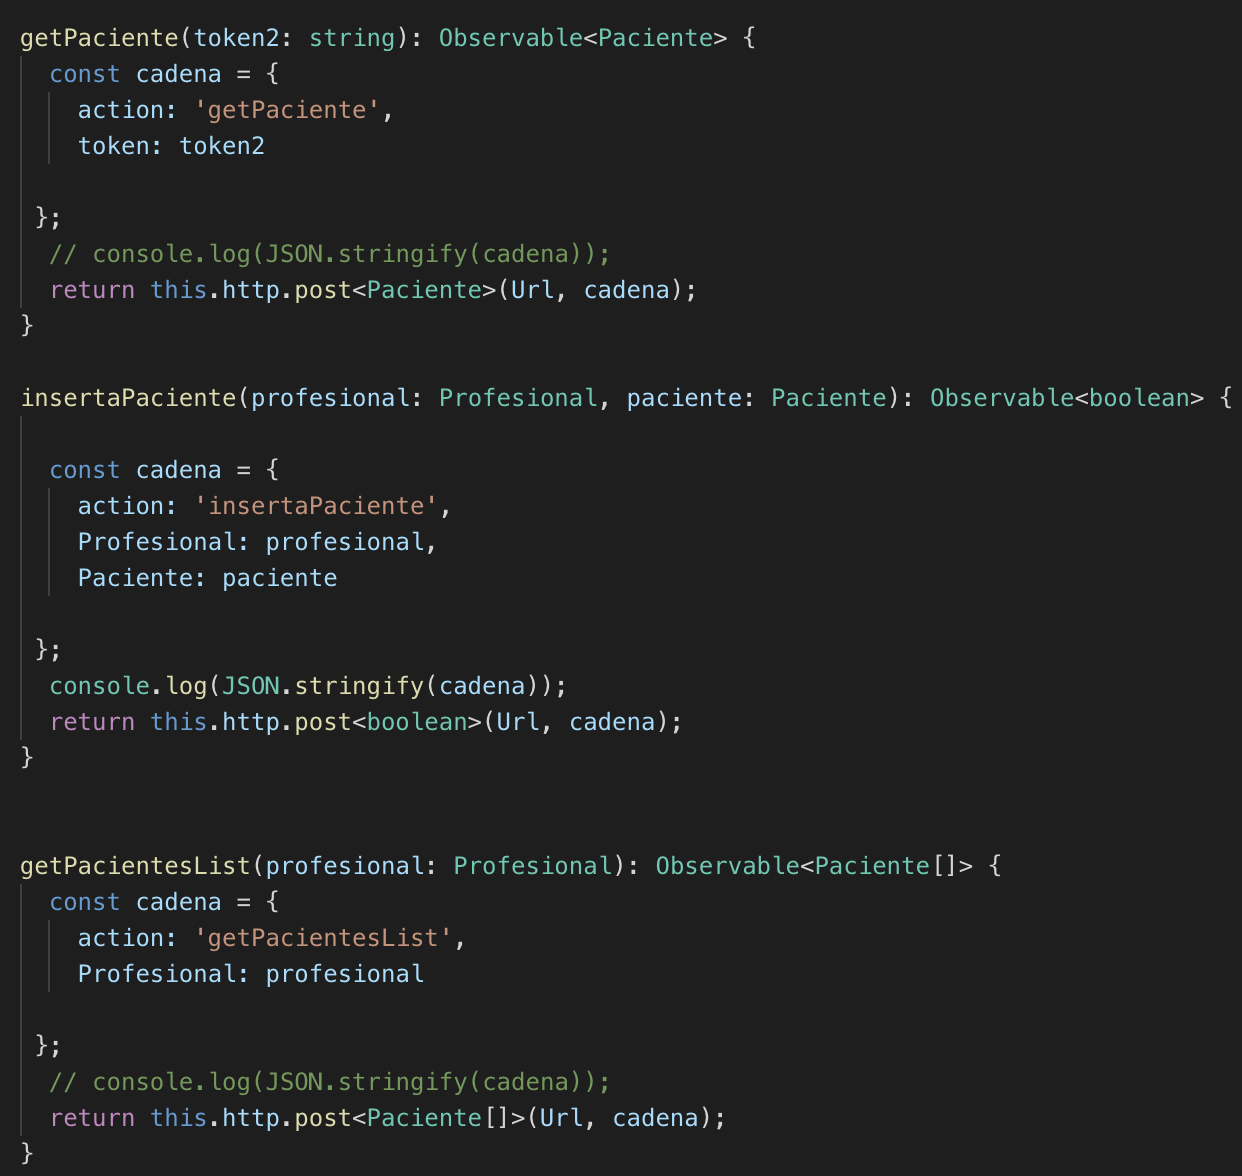 getPaciente(token2: string): Observable<Paciente> {
const cadena = {
action: 'getPaciente',
token: token2
};
// console.log(JSON.stringify(cadena));
return this.http.post<Paciente>(Url, cadena);
}
insertaPaciente(profesional: Profesional, paciente: Paciente): Observable<boolean> {
const cadena = {
action: 'insertaPaciente',
Profesional: profesional,
Paciente: paciente
};
console.log(JSON.stringify(cadena));
return this.http.post<boolean>(Url, cadena);
}
getPacientesList(profesional: Profesional): Observable<Paciente[]> {
const cadena = {
action: 'getPacientesList',
Profesional: profesional
};
// console.log(JSON.stringify(cadena));
return this.http.post<Paciente[]>(Url, cadena);
}